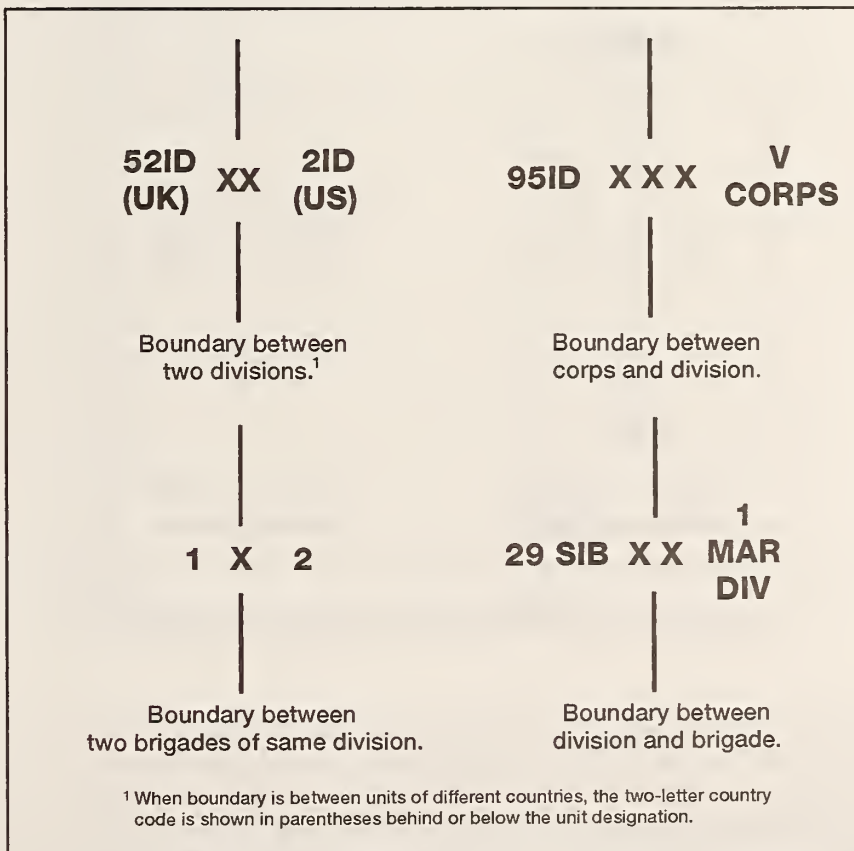 52ID XX 2ID
(UK) (US)
Boundary between
two divisions.¹
95ID X X X V
CORPS
Boundary between
corps and division.
1 X 2
Boundary between
two brigades of same division.
29 SIB X X 1
MAR
DIV
Boundary between
division and brigade.
¹ When boundary is between units of different countries, the two-letter country
code is shown in parentheses behind or below the unit designation.